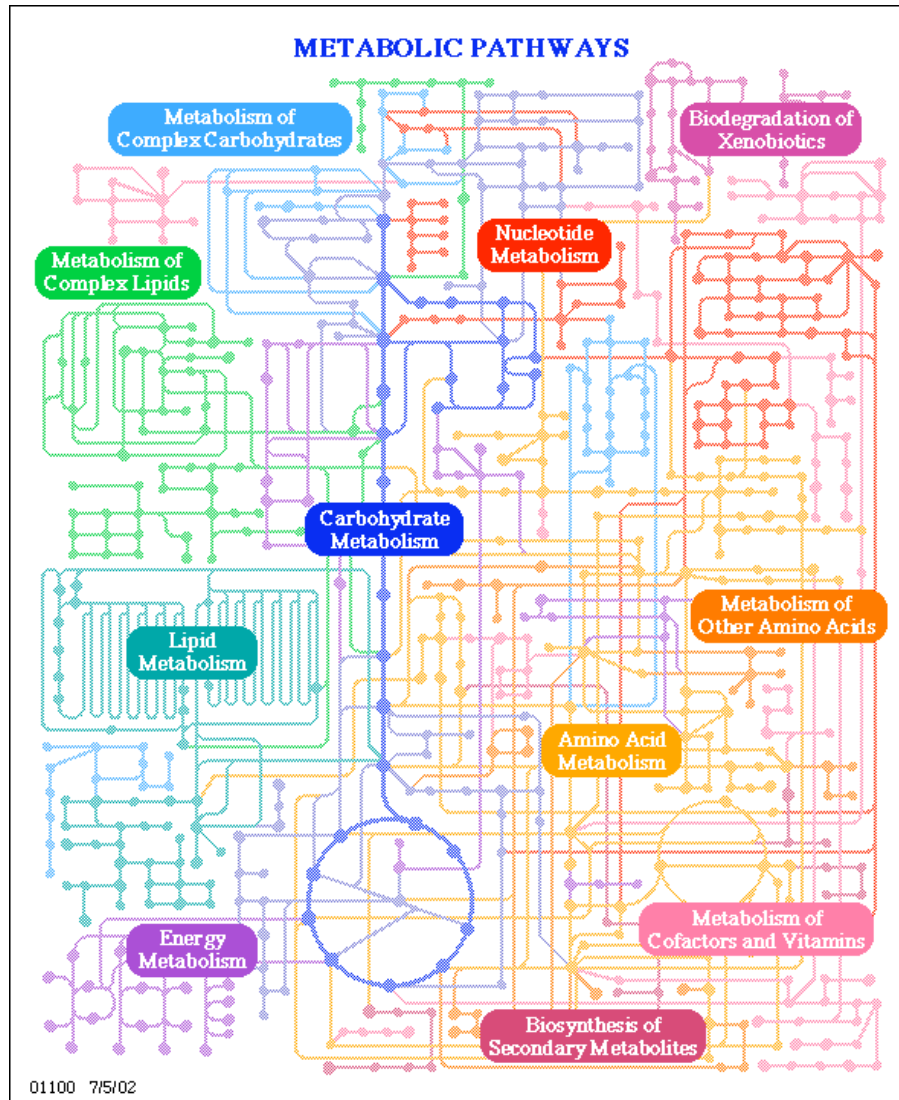 METABOLIC PATHWAYS
Metabolism of
Complex Carbohydrates
Biodegradation of
Xenobiotics
Nucleotide
Metabolism
Metabolism of
Complex Lipids
Carbohydrate
Metabolism
Metabolism of
Other Amino Acids
Lipid
Metabolism
Amino Acid
Metabolism
Metabolism of
Cofactors and Vitamins
Energy
Metabolism
Biosynthesis of
Secondary Metabolites
01100 7/5/02